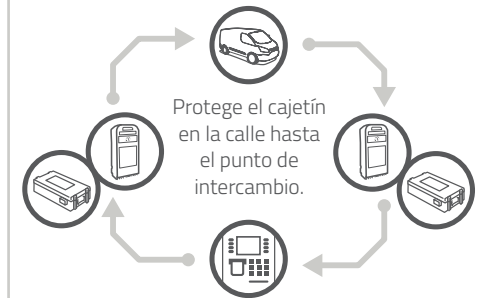 Protege el cajetín
en la calle hasta
el punto de
intercambio.